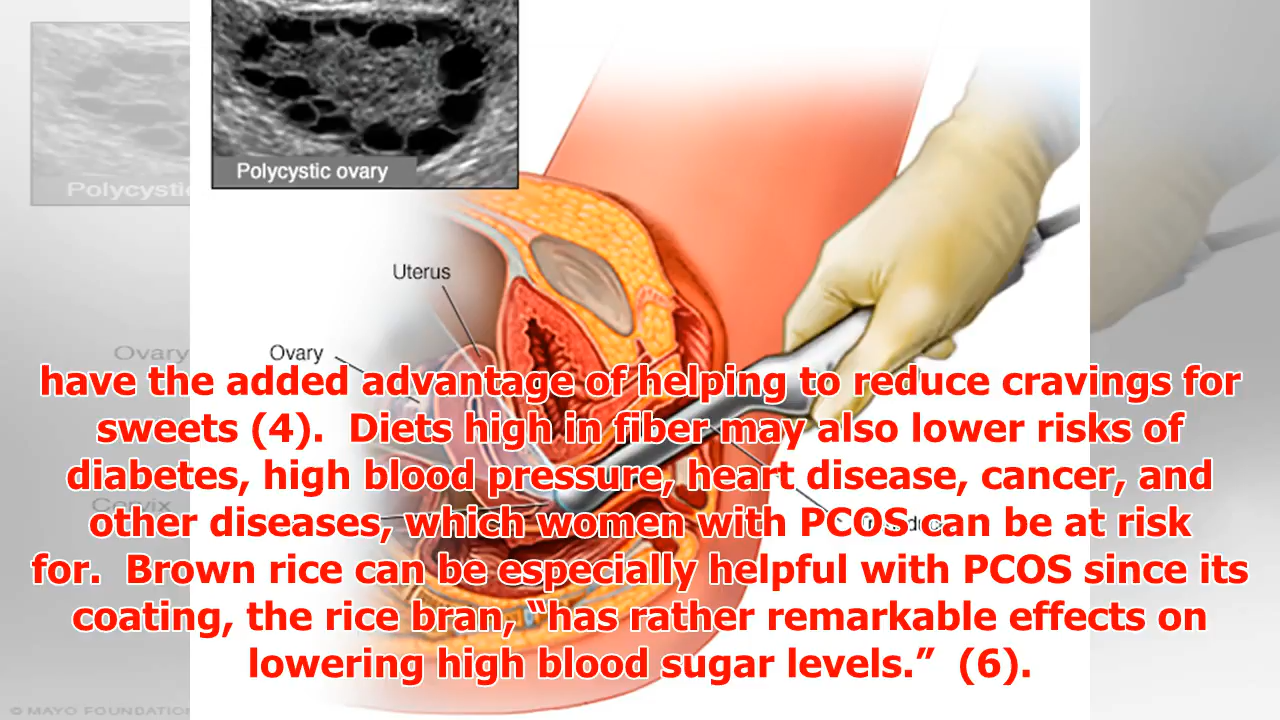 Polycystic ovary
Polycysti
Uterus
Ovary
Ovary
have the added advantage of helping to reduce cravings for
sweets (4).  Diets high in fiber may also lower risks of
diabetes, high blood pressure, heart disease, cancer, and
other diseases, which women with PCOS can be at risk
for.  Brown rice can be especially helpful with PCOS since its
coating, the rice bran, “has rather remarkable effects on
lowering high blood sugar levels.”  (6).
Cervix
© MAYO FOUNDATION